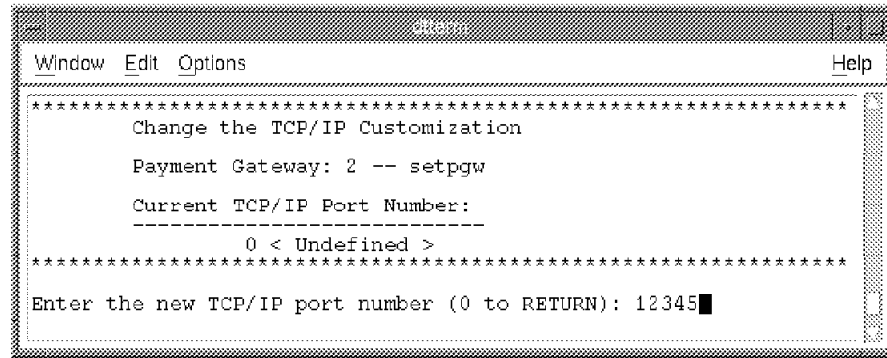 dtterm
Window Edit Options Help
*****************************************************************
Change the TCP/IP Customization
Payment Gateway: 2 -- setpgw
Current TCP/IP Port Number:
----------------------------
0 < Undefined >
*****************************************************************
Enter the new TCP/IP port number (0 to RETURN): 12345